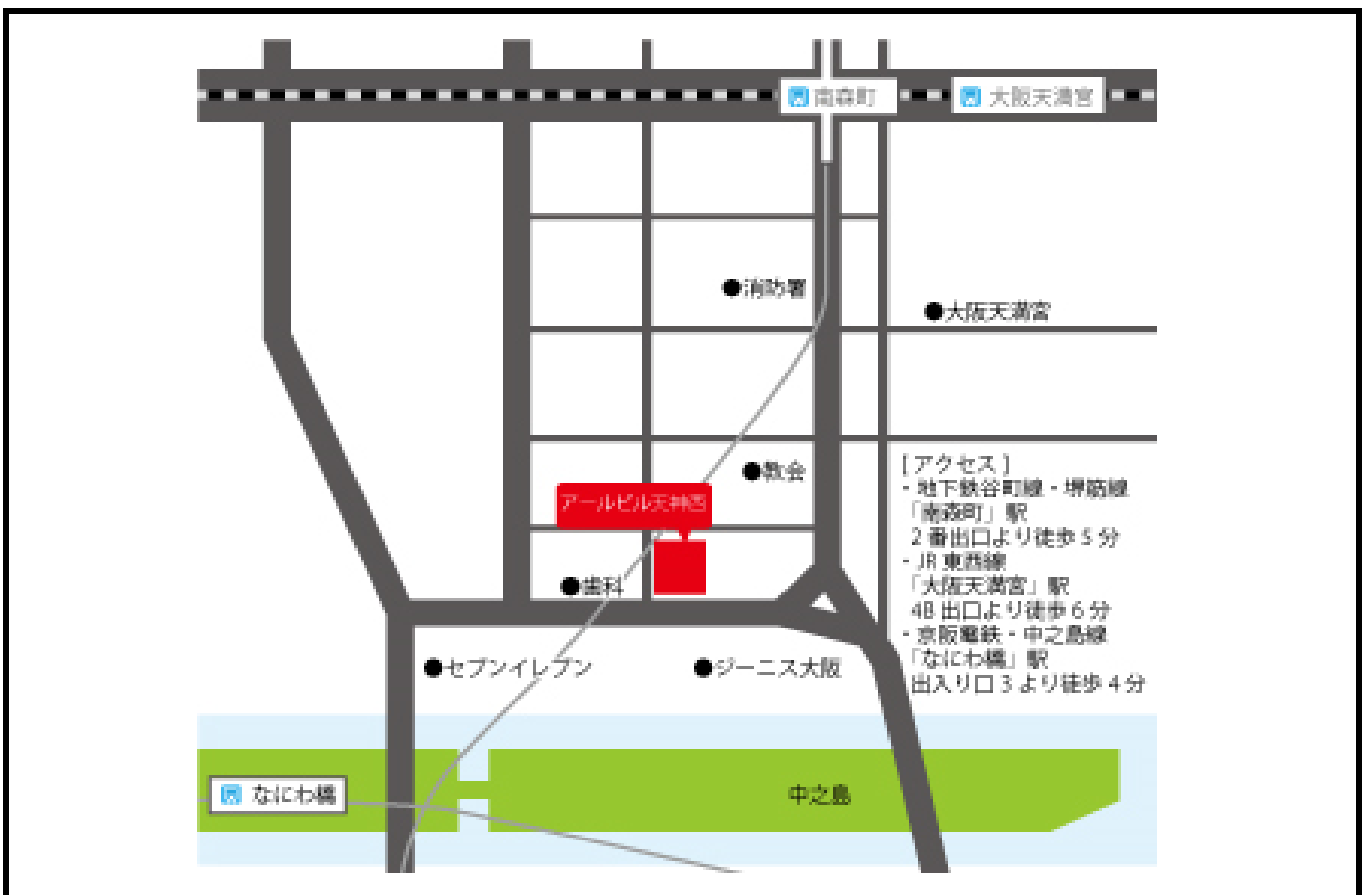 南森町
大阪天満宮
●消防署
●大阪天満宮
●教会
アールビル天神西
●歯科
[アクセス]
・地下鉄谷町線・堺筋線
「南森町」駅
2番出口より徒歩5分
・JR東西線
「大阪天満宮」駅
4B出口より徒歩6分
・京阪電鉄・中之島線
「なにわ橋」駅
出入り口3より徒歩4分
●セブンイレブン
●ジーニス大阪
なにわ橋
中之島